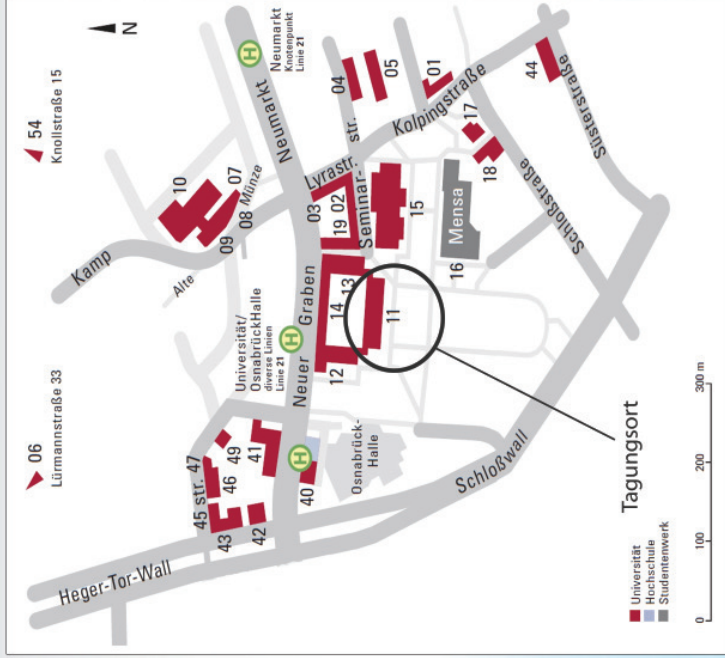 N
54
Knollstraße 15
06
Lürmannstraße 33
Neumarkt
Knotenpunkt
Linie 21
H
Neumarkt
04
05
01
44
Süsterstraße
Kolpingstraße
17
18
Schloßstraße
Lyrastr.
Seminar-
str.
10
07
08
09
Münze
Alte
Kamp
03
02
19
15
Mensa
16
Universität/
OsnabrückHalle
diverse Linien
Linie 21
H
Neuer Graben
13
14
11
12
45 str. 47
46
49
41
43
42
H
40
Osnabrück-
Halle
Schloßwall
Heger-Tor-Wall
Tagungsort
Universität
Hochschule
Studentenwerk
0 100 200 300 m